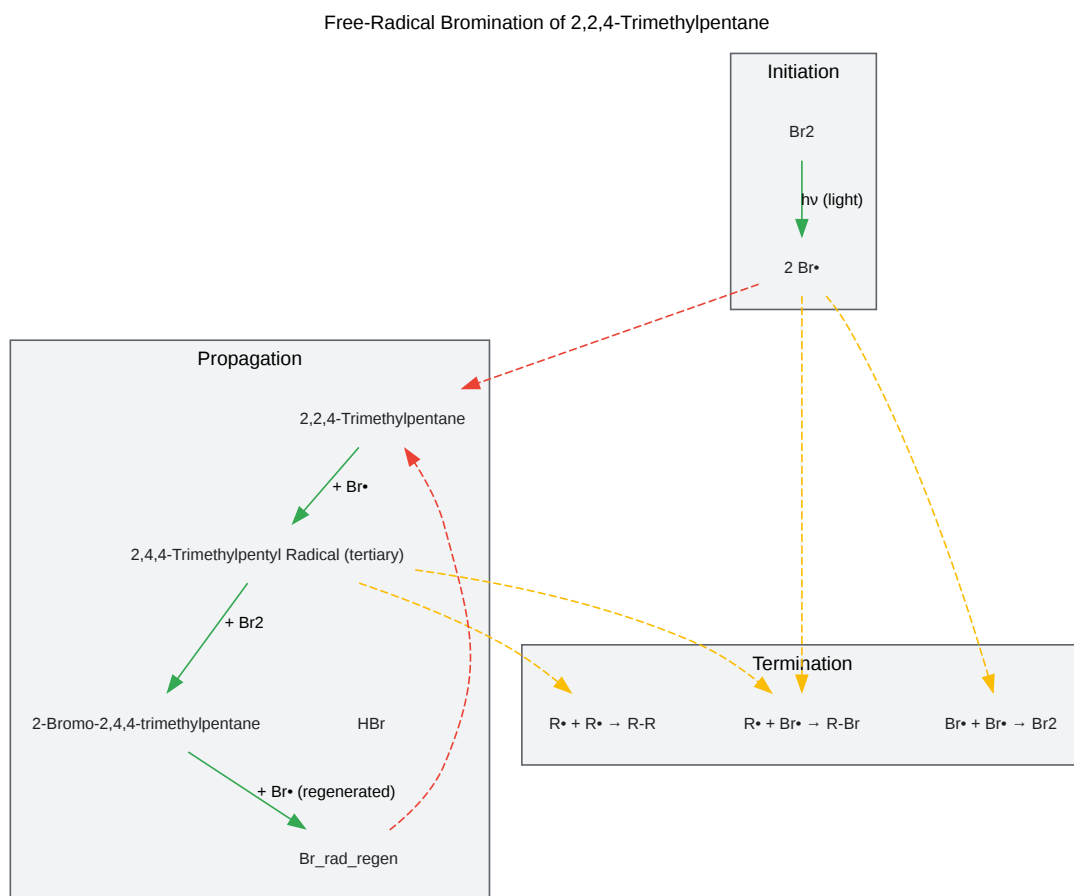 Free-Radical Bromination of 2,2,4-Trimethylpentane
Initiation
Br2
hν (light)
2 Br•
Propagation
2,2,4-Trimethylpentane
+ Br•
2,4,4-Trimethylpentyl Radical (tertiary)
+ Br2
2-Bromo-2,4,4-trimethylpentane
HBr
+ Br• (regenerated)
Br_rad_regen
Termination
R• + R• → R-R
R• + Br• → R-Br
Br• + Br• → Br2